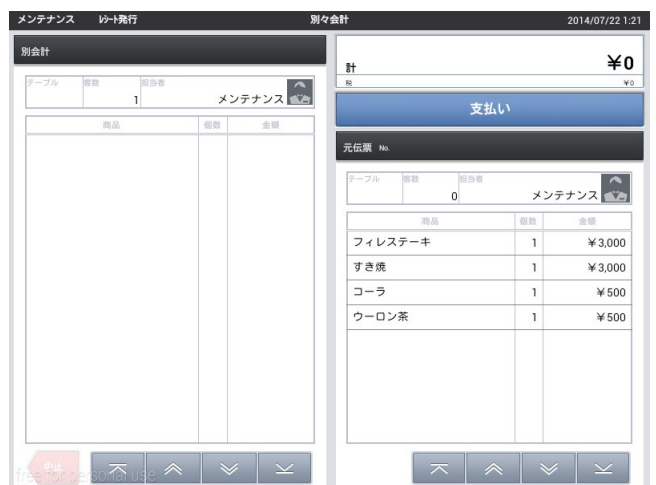 メンテナンス ﾚｼｰﾄ発行 別々会計 2014/07/22 1:21
別会計
テーブル 客数 担当者
1 メンテナンス
商品 個数 金額
計 ¥0
税 ¥0
支払い
元伝票 No.
テーブル 客数 担当者
0 メンテナンス
商品 個数 金額
フィレステーキ 1 ¥3,000
すき焼 1 ¥3,000
コーラ 1 ¥500
ウーロン茶 1 ¥500
中止
free for personal use